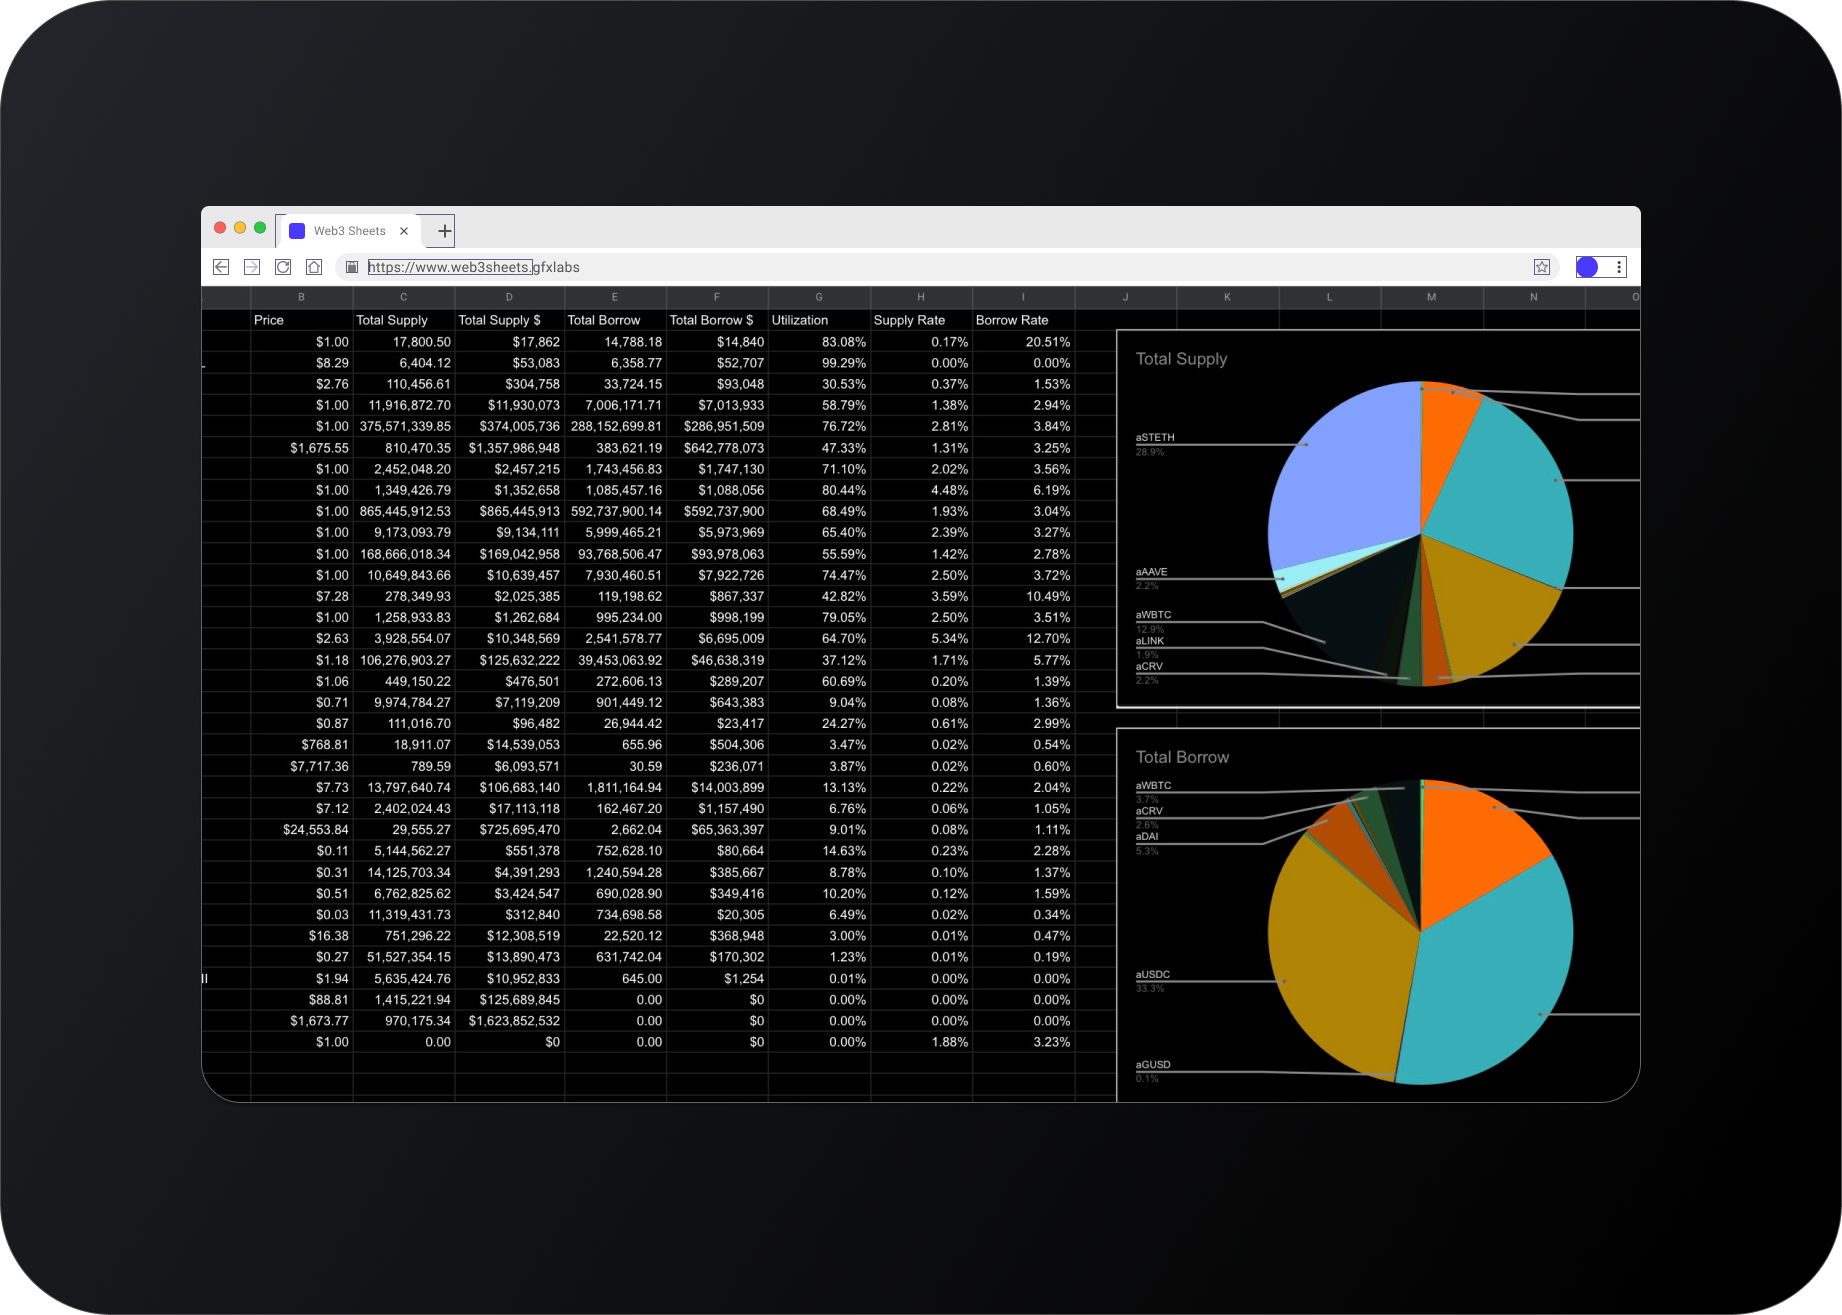 Web3 Sheets
https://www.web3sheets.gfxlabs
B C D E F G H I J K L M N O
Price Total Supply Total Supply $ Total Borrow Total Borrow $ Utilization Supply Rate Borrow Rate
$1.00 17,800.50 $17,862 14,788.18 $14,840 83.08% 0.17% 20.51%
$8.29 6,404.12 $53,083 6,358.77 $52,707 99.29% 0.00% 0.00%
$2.76 110,456.61 $304,758 33,724.15 $93,048 30.53% 0.37% 1.53%
$1.00 11,916,872.70 $11,930,073 7,006,171.71 $7,013,933 58.79% 1.38% 2.94%
$1.00 375,571,339.85 $374,005,736 288,152,699.81 $286,951,509 76.72% 2.81% 3.84%
$1,675.55 810,470.35 $1,357,986,948 383,621.19 $642,778,073 47.33% 1.31% 3.25%
$1.00 2,452,048.20 $2,457,215 1,743,456.83 $1,747,130 71.10% 2.02% 3.56%
$1.00 1,349,426.79 $1,352,658 1,085,457.16 $1,088,056 80.44% 4.48% 6.19%
$1.00 865,445,912.53 $865,445,913 592,737,900.14 $592,737,900 68.49% 1.93% 3.04%
$1.00 9,173,093.79 $9,134,111 5,999,465.21 $5,973,969 65.40% 2.39% 3.27%
$1.00 168,666,018.34 $169,042,958 93,768,506.47 $93,978,063 55.59% 1.42% 2.78%
$1.00 10,649,843.66 $10,639,457 7,930,460.51 $7,922,726 74.47% 2.50% 3.72%
$7.28 278,349.93 $2,025,385 119,198.62 $867,337 42.82% 3.59% 10.49%
$1.00 1,258,933.83 $1,262,684 995,234.00 $998,199 79.05% 2.50% 3.51%
$2.63 3,928,554.07 $10,348,569 2,541,578.77 $6,695,009 64.70% 5.34% 12.70%
$1.18 106,276,903.27 $125,632,222 39,453,063.92 $46,638,319 37.12% 1.71% 5.77%
$1.06 449,150.22 $476,501 272,606.13 $289,207 60.69% 0.20% 1.39%
$0.71 9,974,784.27 $7,119,209 901,449.12 $643,383 9.04% 0.08% 1.36%
$0.87 111,016.70 $96,482 26,944.42 $23,417 24.27% 0.61% 2.99%
$768.81 18,911.07 $14,539,053 655.96 $504,306 3.47% 0.02% 0.54%
$7,717.36 789.59 $6,093,571 30.59 $236,071 3.87% 0.02% 0.60%
$7.73 13,797,640.74 $106,683,140 1,811,164.94 $14,003,899 13.13% 0.22% 2.04%
$7.12 2,402,024.43 $17,113,118 162,467.20 $1,157,490 6.76% 0.06% 1.05%
$24,553.84 29,555.27 $725,695,470 2,662.04 $65,363,397 9.01% 0.08% 1.11%
$0.11 5,144,562.27 $551,378 752,628.10 $80,664 14.63% 0.23% 2.28%
$0.31 14,125,703.34 $4,391,293 1,240,594.28 $385,667 8.78% 0.10% 1.37%
$0.51 6,762,825.62 $3,424,547 690,028.90 $349,416 10.20% 0.12% 1.59%
$0.03 11,319,431.73 $312,840 734,698.58 $20,305 6.49% 0.02% 0.34%
$16.38 751,296.22 $12,308,519 22,520.12 $368,948 3.00% 0.01% 0.47%
$0.27 51,527,354.15 $13,890,473 631,742.04 $170,302 1.23% 0.01% 0.19%
$1.94 5,635,424.76 $10,952,833 645.00 $1,254 0.01% 0.00% 0.00%
$88.81 1,415,221.94 $125,689,845 0.00 $0 0.00% 0.00% 0.00%
$1,673.77 970,175.34 $1,623,852,532 0.00 $0 0.00% 0.00% 0.00%
$1.00 0.00 $0 0.00 $0 0.00% 1.88% 3.23%
Total Supply
aSTETH
28.9%
aAAVE
2.2%
aWBTC
12.9%
aLINK
1.9%
aCRV
2.2%
Total Borrow
aWBTC
3.7%
aCRV
2.6%
aDAI
5.3%
aUSDC
33.3%
aGUSD
0.1%